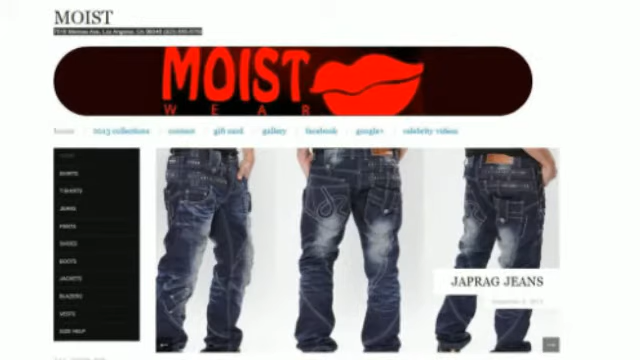 MOIST
MOIST
WEAR
home
2013 collections
contact
gift card
gallery
facebook
google+
celebrity videos
SHIRTS
T-SHIRTS
JEANS
PANTS
SHOES
BOOTS
JACKETS
BLAZERS
VESTS
SIZE HELP
JAPRAG JEANS